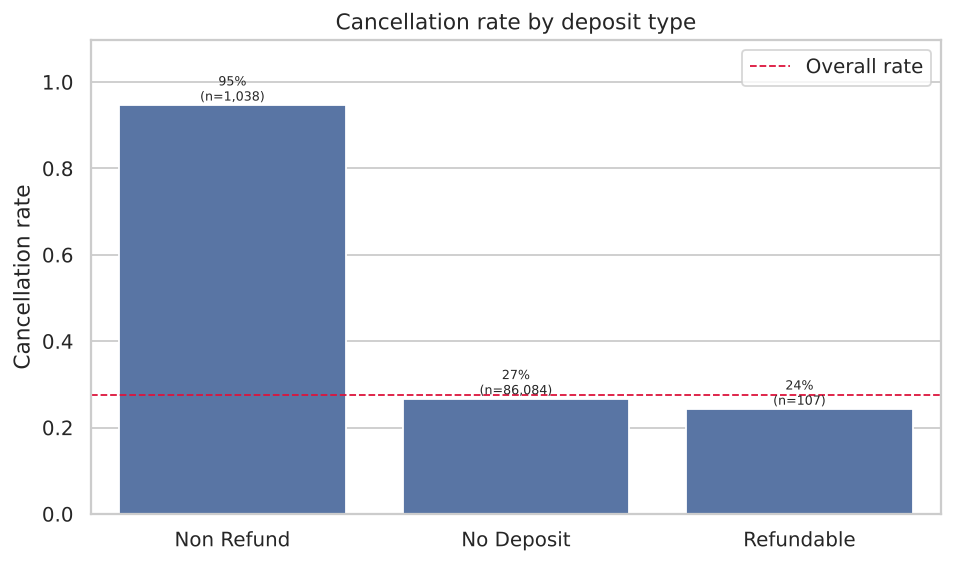 Cancellation rate by deposit type
Overall rate
Cancellation rate
1.0
0.8
0.6
0.4
0.2
0.0
95%
(n=1,038)
27%
(n=86,084)
24%
(n=107)
Non Refund
No Deposit
Refundable